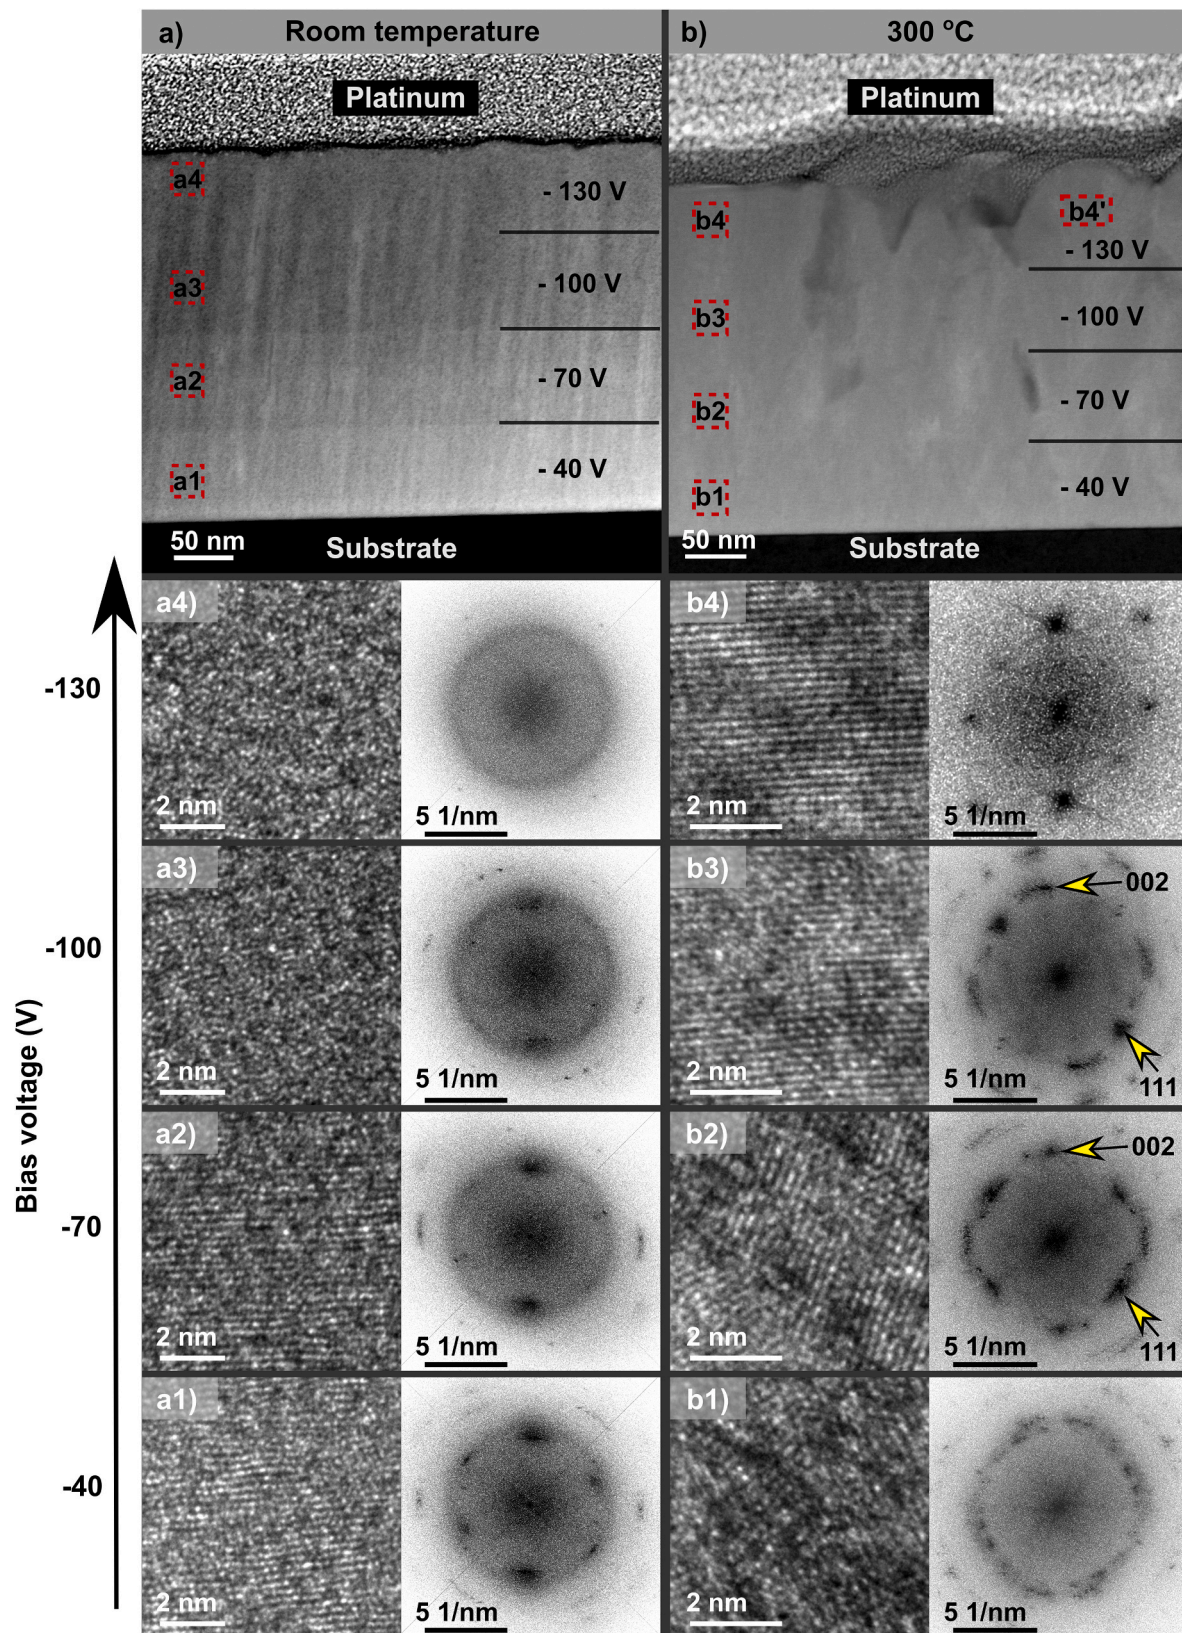 a) Room temperature
b) 300 ºC
Platinum
Platinum
a4
- 130 V
a3
- 100 V
a2
- 70 V
a1
- 40 V
50 nm
Substrate
b4
b4'
- 130 V
b3
- 100 V
b2
- 70 V
b1
- 40 V
50 nm
Substrate
Bias voltage (V)
-130
a4)
2 nm
5 1/nm
b4)
2 nm
5 1/nm
-100
a3)
2 nm
5 1/nm
b3)
2 nm
002
111
5 1/nm
-70
a2)
2 nm
5 1/nm
b2)
2 nm
002
111
5 1/nm
-40
a1)
2 nm
5 1/nm
b1)
2 nm
5 1/nm